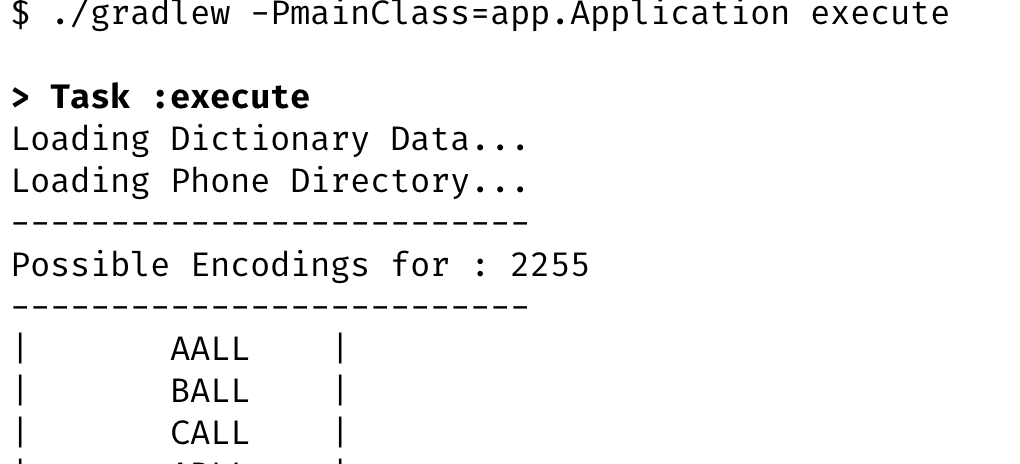 $ ./gradlew -PmainClass=app.Application execute
> Task :execute
Loading Dictionary Data...
Loading Phone Directory...
--------------------------
Possible Encodings for : 2255
--------------------------
|       AALL    |
|       BALL    |
|       CALL    |